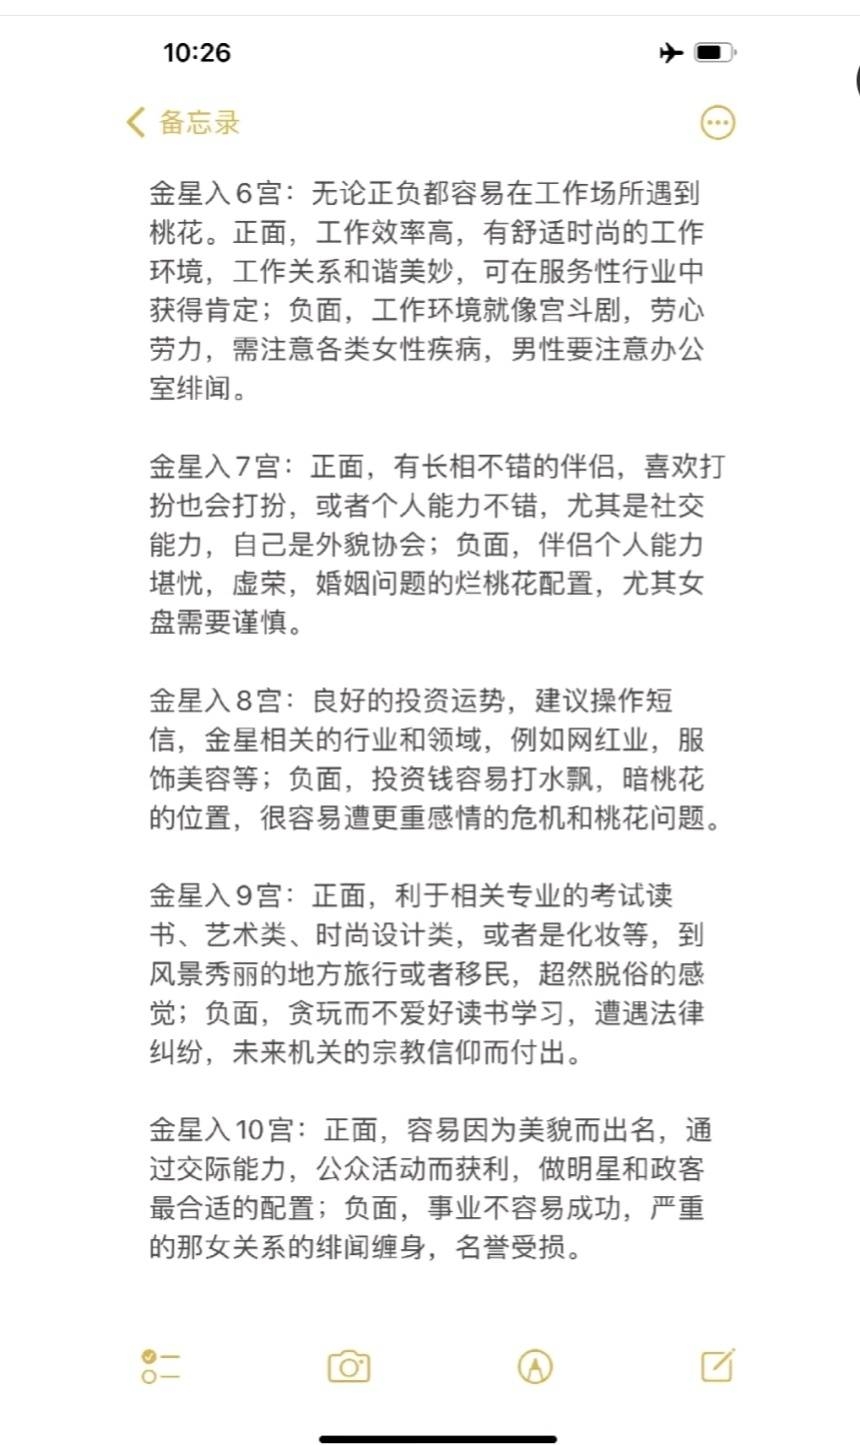 10:26
备忘录
金星入6宫：无论正负都容易在工作场所遇到
桃花。正面，工作效率高，有舒适时尚的工作
环境，工作关系和谐美妙，可在服务性行业中
获得肯定；负面，工作环境就像宫斗剧，劳心
劳力，需注意各类女性疾病，男性要注意办公
室绯闻。
金星入7宫：正面，有长相不错的伴侣，喜欢打
扮也会打扮，或者个人能力不错，尤其是社交
能力，自己是外貌协会；负面，伴侣个人能力
堪忧，虚荣，婚姻问题的烂桃花配置，尤其女
盘需要谨慎。
金星入8宫：良好的投资运势，建议操作短
信，金星相关的行业和领域，例如网红业，服
饰美容等；负面，投资钱容易打水飘，暗桃花
的位置，很容易遭更重感情的危机和桃花问题。
金星入9宫：正面，利于相关专业的考试读
书、艺术类、时尚设计类，或者是化妆等，到
风景秀丽的地方旅行或者移民，超然脱俗的感
觉；负面，贪玩而不爱好读书学习，遭遇法律
纠纷，未来机关的宗教信仰而付出。
金星入10宫：正面，容易因为美貌而出名，通
过交际能力，公众活动而获利，做明星和政客
最合适的配置；负面，事业不容易成功，严重
的那女关系的绯闻缠身，名誉受损。